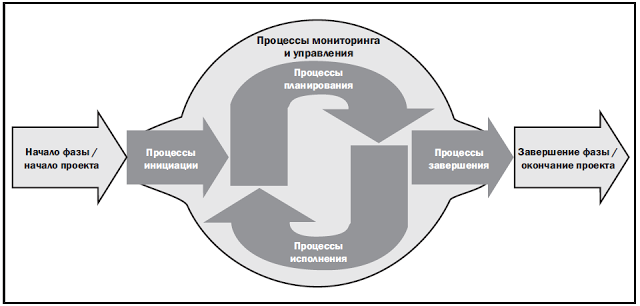 Процессы мониторинга
и управления
Процессы
планирования
Начало фазы /
начало проекта
Процессы
инициации
Процессы
завершения
Завершение фазы /
окончание проекта
Процессы
исполнения